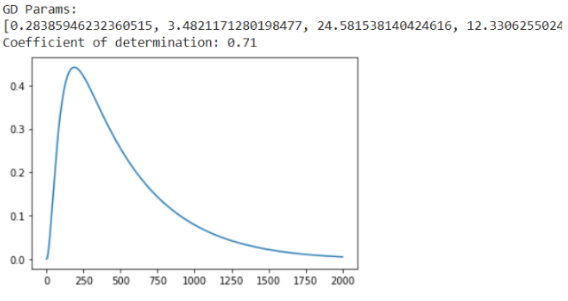 GD Params:
[0.28385946232360515, 3.4821171280198477, 24.581538140424616, 12.3306255024
Coefficient of determination: 0.71
0.4
0.3
0.2
0.1
0.0
0 250 500 750 1000 1250 1500 1750 2000